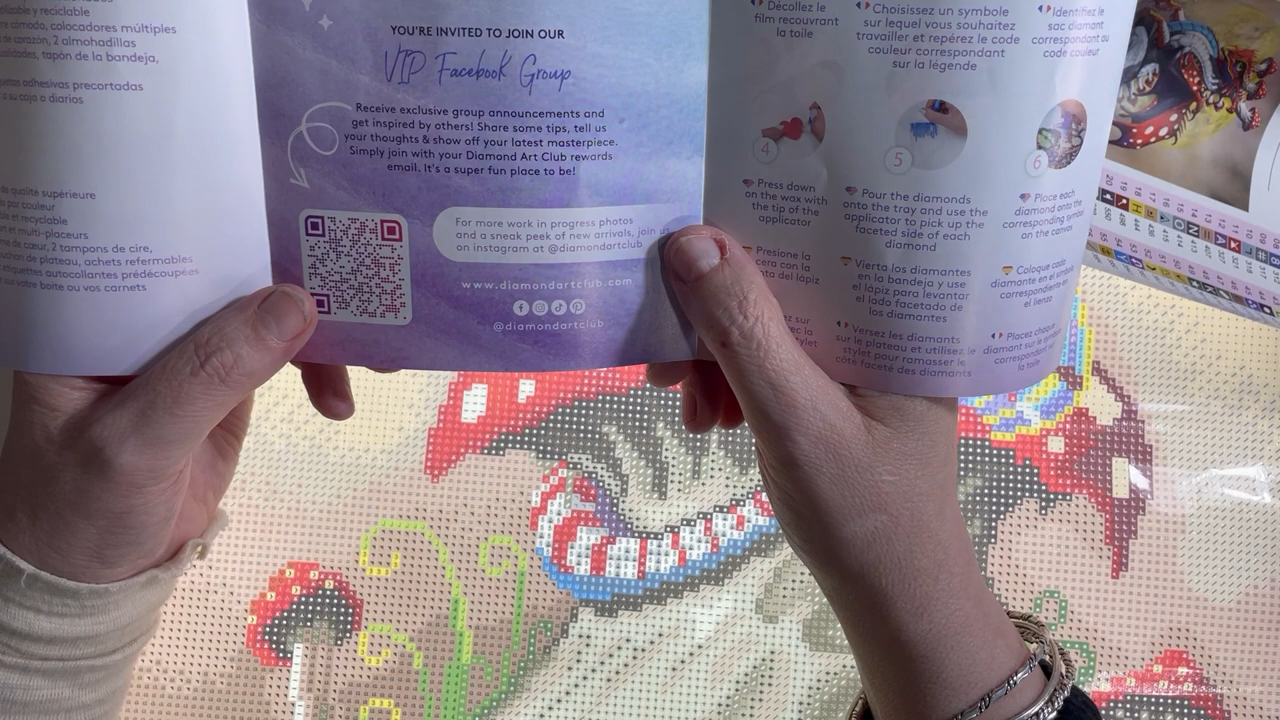 y reciclable
cómodo, colocadores múltiples
de corazón, 2 almohadillas
tapón de la bandeja,
adhesivas precortadas
a su caja o diarios
de qualité supérieure
par couleur
et recyclable
et multi-placeurs
de cœur, 2 tampons de cire,
de plateau, achets refermables
étiquettes autocollantes prédécoupées
sur votre boîte ou vos carnets
YOU'RE INVITED TO JOIN OUR
VIP Facebook Group
Receive exclusive group announcements and
get inspired by others! Share some tips, tell us
your thoughts & show off your latest masterpiece.
Simply join with your Diamond Art Club rewards
email. It's a super fun place to be!
For more work in progress photos
and a sneak peek of new arrivals, join us
on instagram at @diamondartclub
www.diamondartclub.com
@diamondartclub
Décollez le
film recouvrant
la toile
Choisissez un symbole
sur lequel vous souhaitez
travailler et repérez le code
couleur correspondant
sur la légende
Identifiez le
sac diamant
correspondant au
code couleur
4
5
6
Press down
on the wax with
the tip of the
applicator
Presione la
cera con la
del lápiz
Pour the diamonds
onto the tray and use the
applicator to pick up the
faceted side of each
diamond
Vierta los diamantes
en la bandeja y use
el lápiz para levantar
el lado facetado de
los diamantes
Versez les diamants
sur le plateau et utilisez le
stylet pour ramasser le
côté faceté des diamants
Place each
diamond onto the
corresponding symbol
on the canvas
Coloque cada
diamante en el símbolo
correspondiente en
el lienzo
Placez chaque
diamant sur le symbole
correspondant
la toile